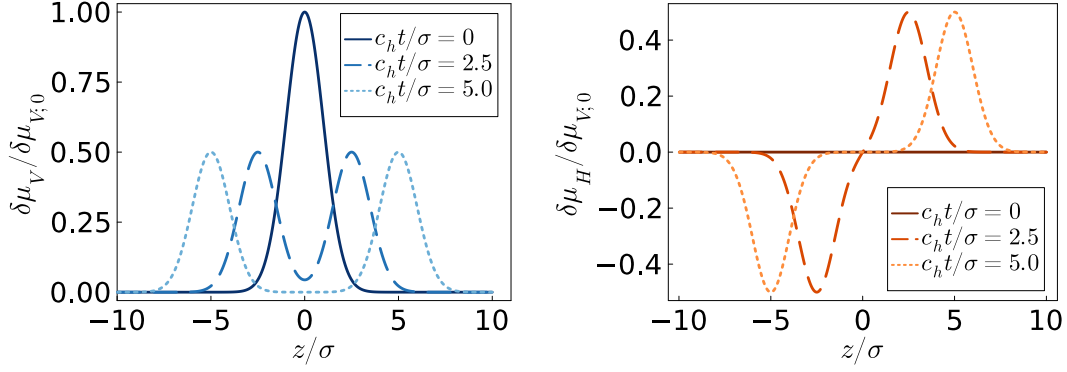 1.00
0.75
0.50
0.25
0.00
δμ_V/δμ_{V;0}
c_h t/σ = 0
c_h t/σ = 2.5
c_h t/σ = 5.0
−10 −5 0 5 10
z/σ
0.4
0.2
0.0
−0.2
−0.4
δμ_H/δμ_{V;0}
c_h t/σ = 0
c_h t/σ = 2.5
c_h t/σ = 5.0
−10 −5 0 5 10
z/σ